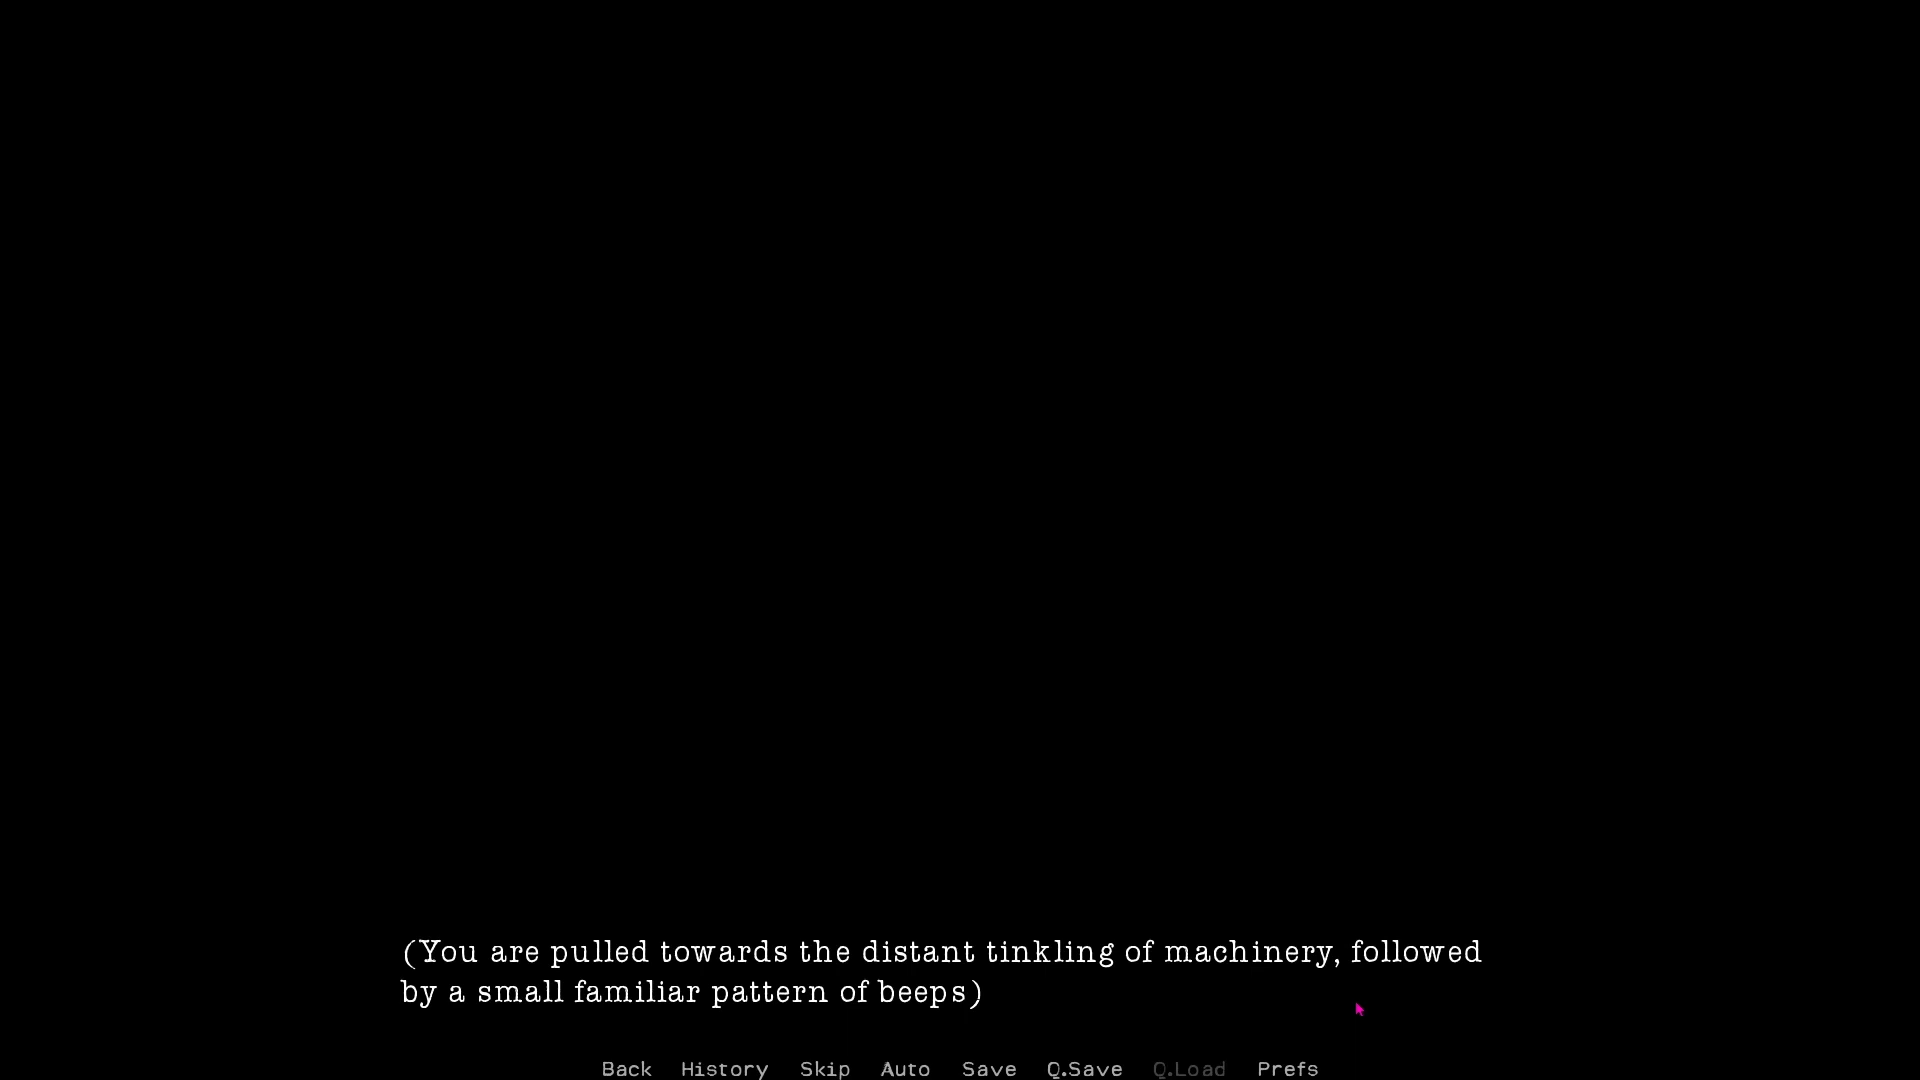 (You are pulled towards the distant tinkling of machinery, followed
by a small familiar pattern of beeps)
Back History Skip Auto Save Q.Save Q.Load Prefs